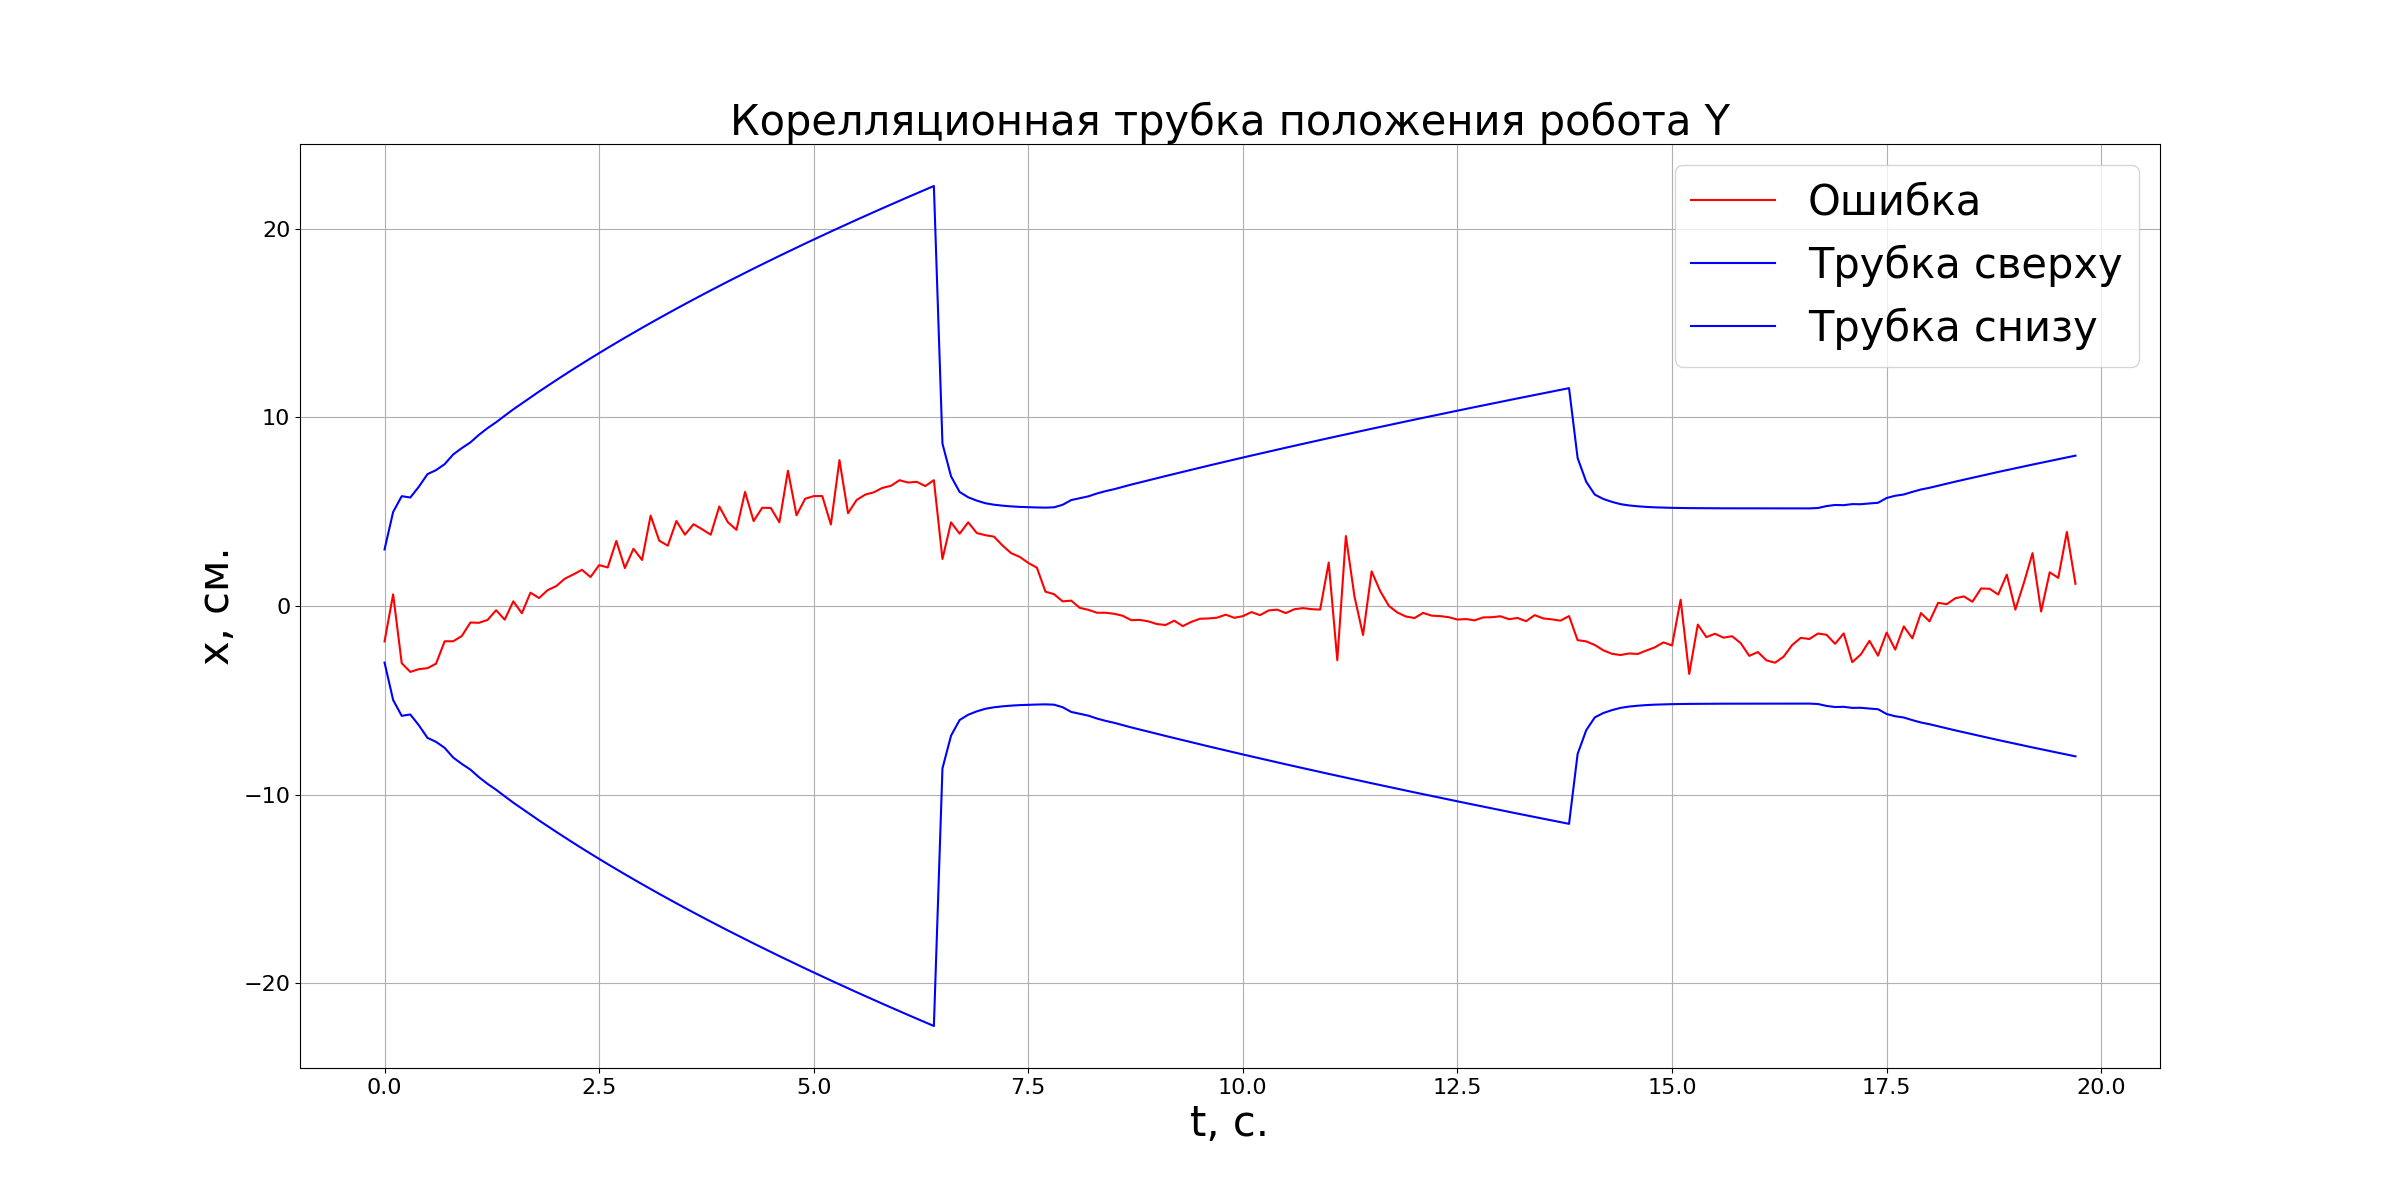 Корелляционная трубка положения робота Y
Ошибка
Трубка сверху
Трубка снизу
20
10
0
−10
−20
x, см.
0.0 2.5 5.0 7.5 10.0 12.5 15.0 17.5 20.0
t, с.